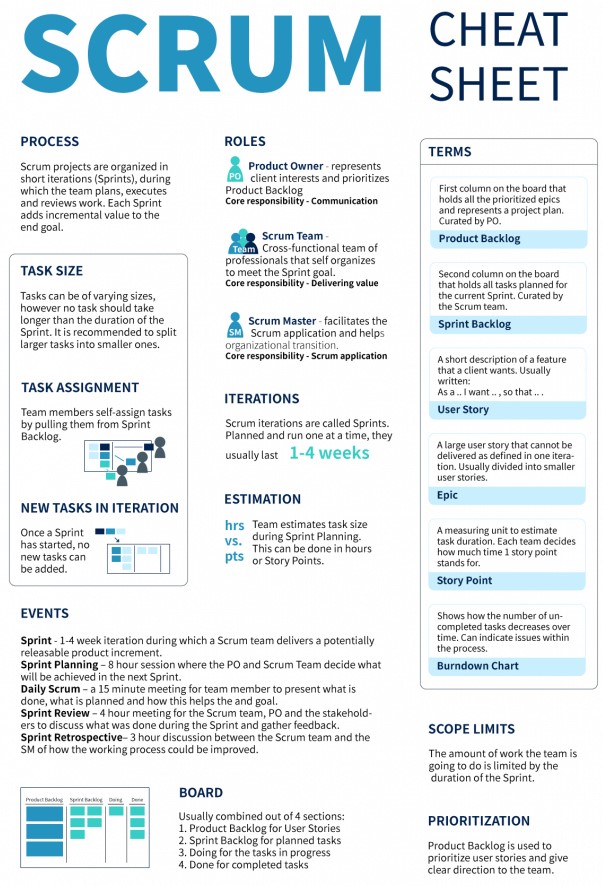 SCRUM
CHEAT
SHEET
PROCESS
Scrum projects are organized in
short iterations (Sprints), during
which the team plans, executes
and reviews work. Each Sprint
adds incremental value to the
end goal.
TASK SIZE
Tasks can be of varying sizes,
however no task should take
longer than the duration of the
Sprint. It is recommended to split
larger tasks into smaller ones.
TASK ASSIGNMENT
Team members self-assign tasks
by pulling them from Sprint
Backlog.
NEW TASKS IN ITERATION
Once a Sprint
has started, no
new tasks can
be added.
ROLES
PO
Product Owner - represents
client interests and prioritizes
Product Backlog
Core responsibility - Communication
Team
Scrum Team -
Cross-functional team of
professionals that self organizes
to meet the Sprint goal.
Core responsibility - Delivering value
SM
Scrum Master - facilitates the
Scrum application and helps
organizational transition.
Core responsibility - Scrum application
ITERATIONS
Scrum iterations are called Sprints.
Planned and run one at a time, they
usually last 1-4 weeks
ESTIMATION
hrs
vs.
pts
Team estimates task size
during Sprint Planning.
This can be done in hours
or Story Points.
TERMS
First column on the board that
holds all the prioritized epics
and represents a project plan.
Curated by PO.
Product Backlog
Second column on the board
that holds all tasks planned for
the current Sprint. Curated by
the Scrum team.
Sprint Backlog
A short description of a feature
that a client wants. Usually
written:
As a .. I want .. , so that .. .
User Story
A large user story that cannot be
delivered as defined in one itera-
tion. Usually divided into smaller
user stories.
Epic
A measuring unit to estimate
task duration. Each team decides
how much time 1 story point
stands for.
Story Point
Shows how the number of un-
completed tasks decreases over
time. Can indicate issues within
the process.
Burndown Chart
EVENTS
Sprint - 1-4 week iteration during which a Scrum team delivers a potentially
releasable product increment.
Sprint Planning – 8 hour session where the PO and Scrum Team decide what
will be achieved in the next Sprint.
Daily Scrum – a 15 minute meeting for team member to present what is
done, what is planned and how this helps the and goal.
Sprint Review – 4 hour meeting for the Scrum team, PO and the stakehold-
ers to discuss what was done during the Sprint and gather feedback.
Sprint Retrospective– 3 hour discussion between the Scrum team and the
SM of how the working process could be improved.
Product Backlog Sprint Backlog Doing Done
BOARD
Usually combined out of 4 sections:
1. Product Backlog for User Stories
2. Sprint Backlog for planned tasks
3. Doing for the tasks in progress
4. Done for completed tasks
SCOPE LIMITS
The amount of work the team is
going to do is limited by the
duration of the Sprint.
PRIORITIZATION
Product Backlog is used to
prioritize user stories and give
clear direction to the team.